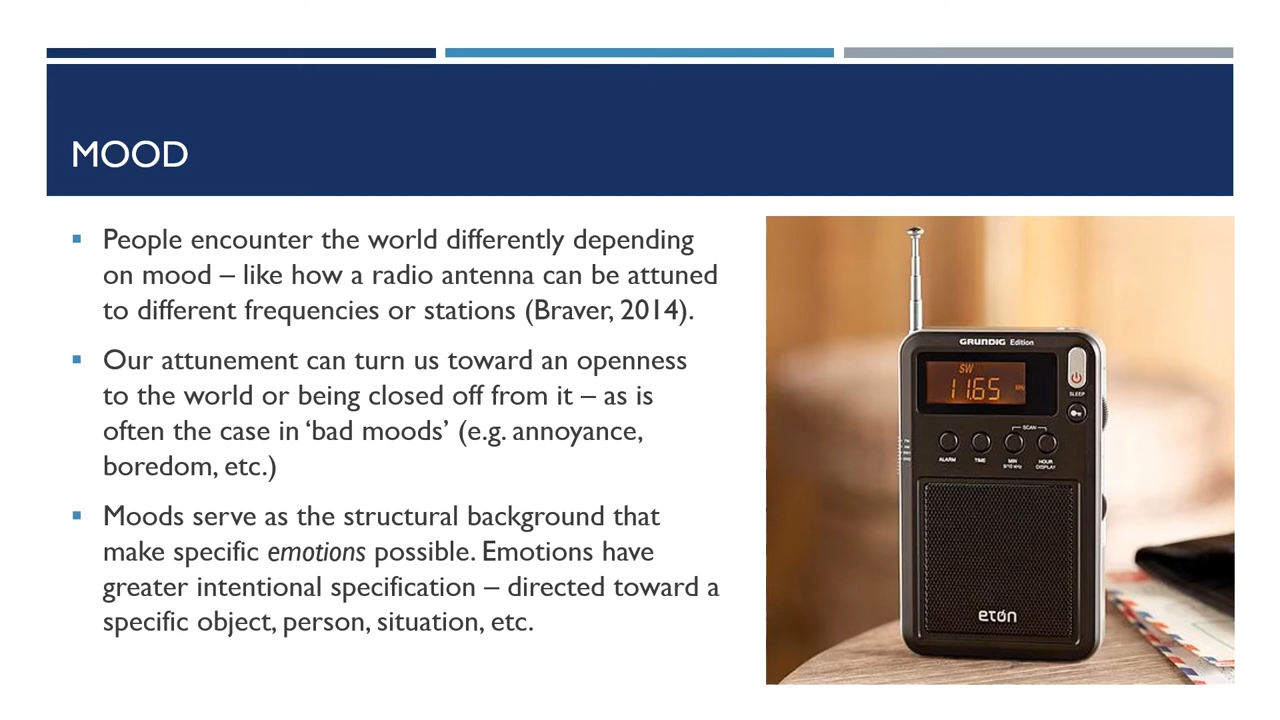 MOOD
People encounter the world differently depending
on mood – like how a radio antenna can be attuned
to different frequencies or stations (Braver, 2014).
Our attunement can turn us toward an openness
to the world or being closed off from it – as is
often the case in ‘bad moods’ (e.g. annoyance,
boredom, etc.)
Moods serve as the structural background that
make specific emotions possible. Emotions have
greater intentional specification – directed toward a
specific object, person, situation, etc.
GRUNDIG Edition
SW
11.65
SLEEP
SCAN
ALARM
TIME
MIN
HOUR
9/10 kHz
DISPLAY
etón